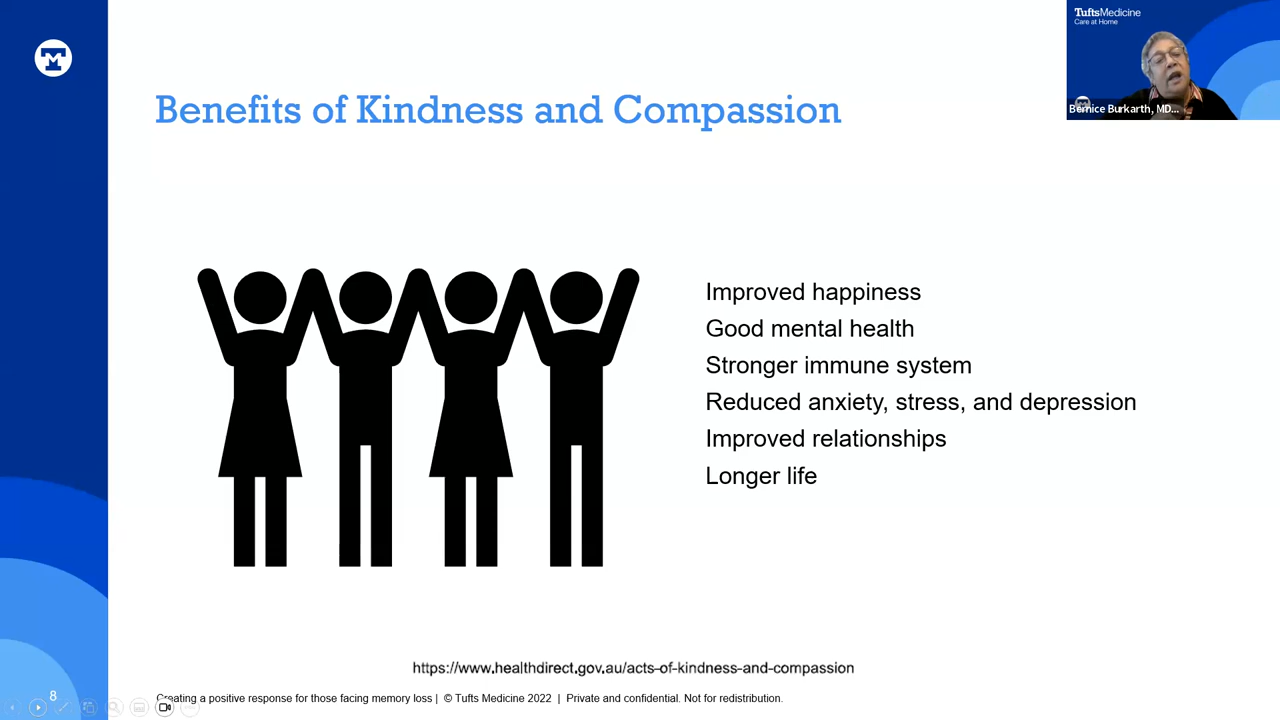 TuftsMedicine
Care at Home
Bernice Burkarth, MD...
Benefits of Kindness and Compassion
Improved happiness
Good mental health
Stronger immune system
Reduced anxiety, stress, and depression
Improved relationships
Longer life
https://www.healthdirect.gov.au/acts-of-kindness-and-compassion
8
Creating a positive response for those facing memory loss | © Tufts Medicine 2022 | Private and confidential. Not for redistribution.